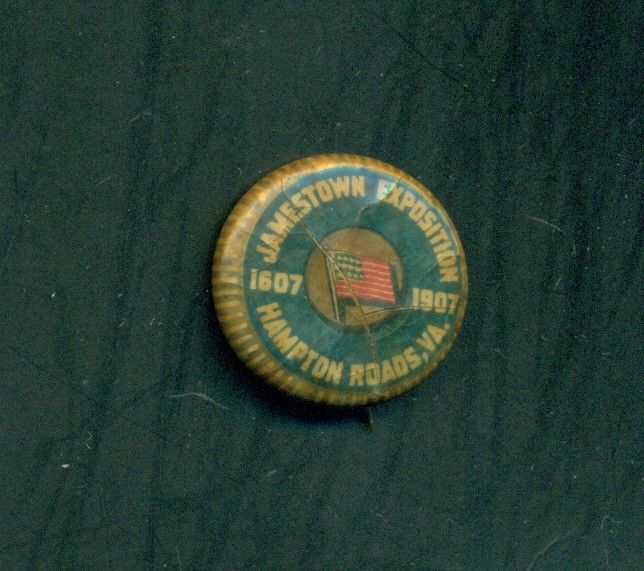 JAMESTOWN EXPOSITION
1607
1907
HAMPTON ROADS, VA.